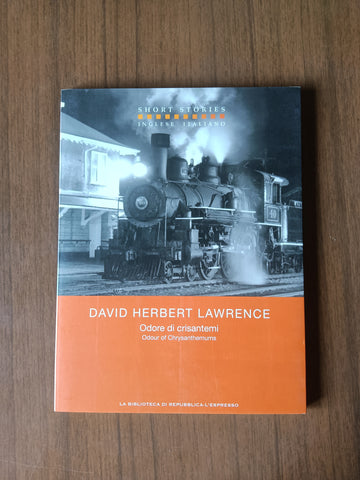 SHORT STORIES
INGLESE ITALIANO
DAVID HERBERT LAWRENCE
Odore di crisantemi
Odour of Chrysanthemums
LA BIBLIOTECA DI REPUBBLICA L'ESPRESSO